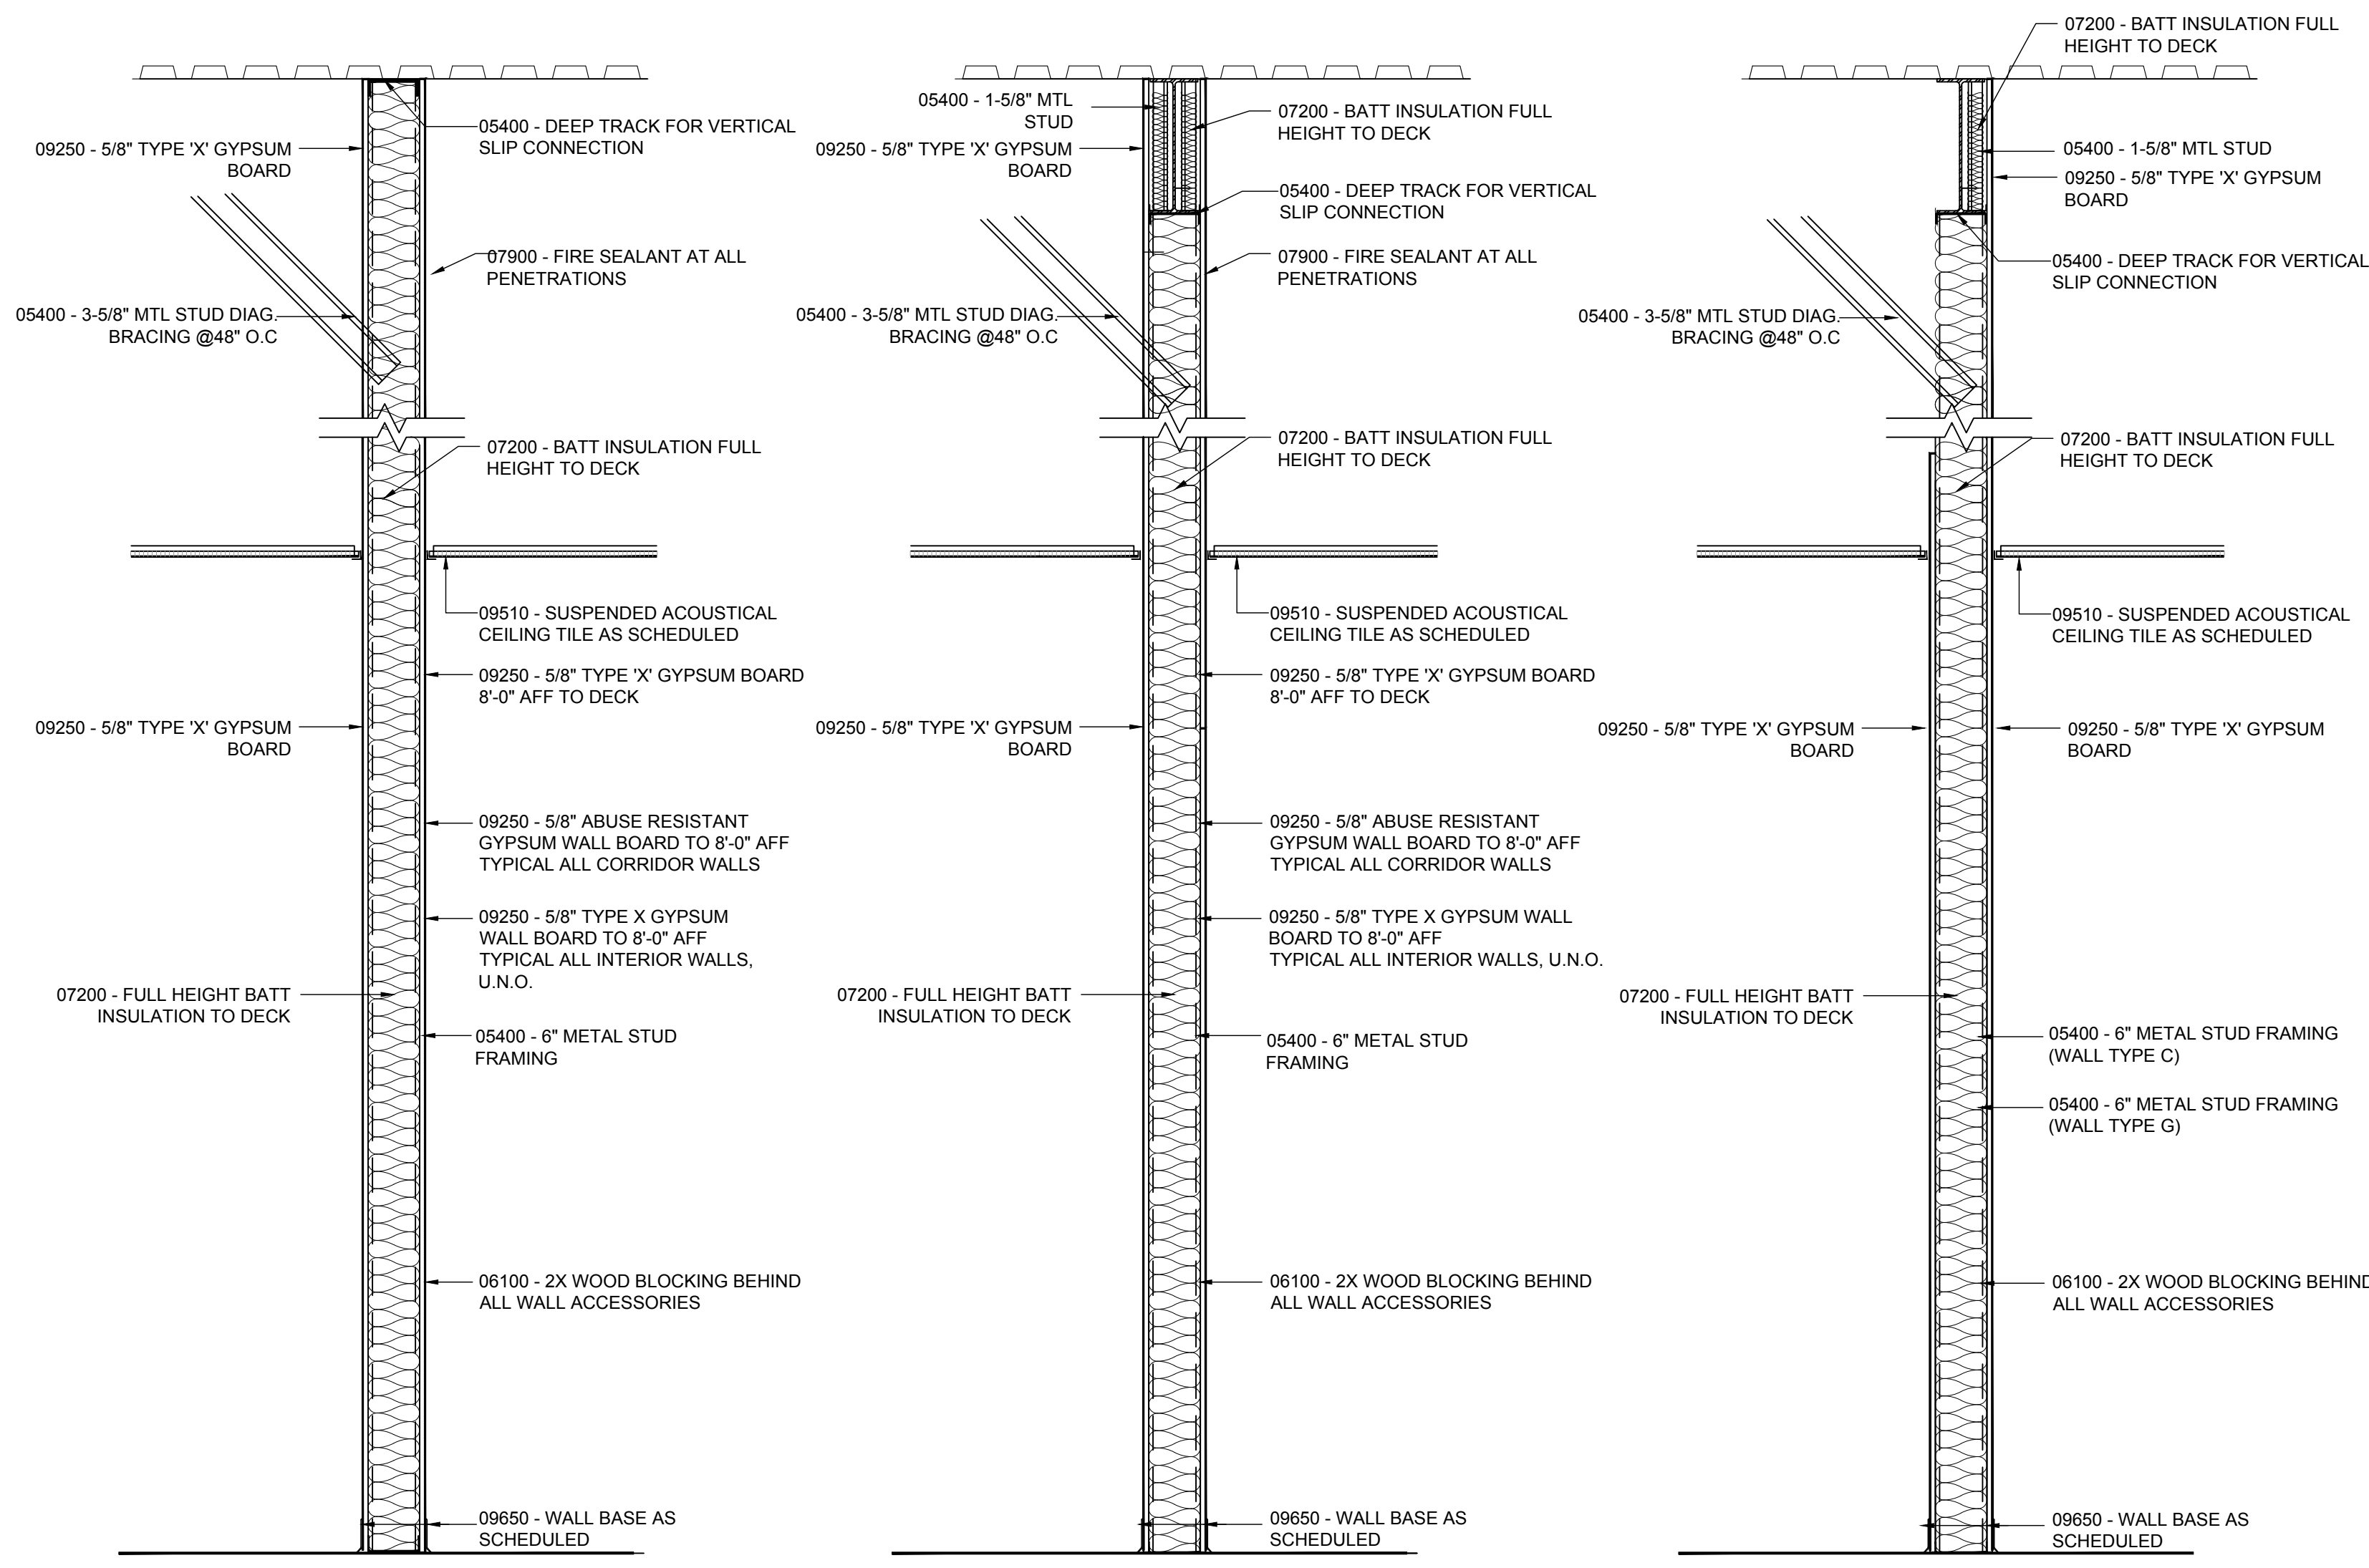 05400 - DEEP TRACK FOR VERTICAL
SLIP CONNECTION
09250 - 5/8" TYPE 'X' GYPSUM
BOARD
07900 - FIRE SEALANT AT ALL
PENETRATIONS
05400 - 3-5/8" MTL STUD DIAG.
BRACING @48" O.C
07200 - BATT INSULATION FULL
HEIGHT TO DECK
09510 - SUSPENDED ACOUSTICAL
CEILING TILE AS SCHEDULED
09250 - 5/8" TYPE 'X' GYPSUM BOARD
8'-0" AFF TO DECK
09250 - 5/8" TYPE 'X' GYPSUM
BOARD
09250 - 5/8" ABUSE RESISTANT
GYPSUM WALL BOARD TO 8'-0" AFF
TYPICAL ALL CORRIDOR WALLS
09250 - 5/8" TYPE X GYPSUM
WALL BOARD TO 8'-0" AFF
TYPICAL ALL INTERIOR WALLS,
U.N.O.
07200 - FULL HEIGHT BATT
INSULATION TO DECK
05400 - 6" METAL STUD
FRAMING
06100 - 2X WOOD BLOCKING BEHIND
ALL WALL ACCESSORIES
09650 - WALL BASE AS
SCHEDULED
05400 - 1-5/8" MTL
STUD
07200 - BATT INSULATION FULL
HEIGHT TO DECK
09250 - 5/8" TYPE 'X' GYPSUM
BOARD
05400 - DEEP TRACK FOR VERTICAL
SLIP CONNECTION
07900 - FIRE SEALANT AT ALL
PENETRATIONS
05400 - 3-5/8" MTL STUD DIAG.
BRACING @48" O.C
07200 - BATT INSULATION FULL
HEIGHT TO DECK
09510 - SUSPENDED ACOUSTICAL
CEILING TILE AS SCHEDULED
09250 - 5/8" TYPE 'X' GYPSUM BOARD
8'-0" AFF TO DECK
09250 - 5/8" TYPE 'X' GYPSUM
BOARD
09250 - 5/8" ABUSE RESISTANT
GYPSUM WALL BOARD TO 8'-0" AFF
TYPICAL ALL CORRIDOR WALLS
09250 - 5/8" TYPE X GYPSUM WALL
BOARD TO 8'-0" AFF
TYPICAL ALL INTERIOR WALLS, U.N.O.
07200 - FULL HEIGHT BATT
INSULATION TO DECK
05400 - 6" METAL STUD
FRAMING
06100 - 2X WOOD BLOCKING BEHIND
ALL WALL ACCESSORIES
09650 - WALL BASE AS
SCHEDULED
07200 - BATT INSULATION FULL
HEIGHT TO DECK
05400 - 1-5/8" MTL STUD
09250 - 5/8" TYPE 'X' GYPSUM
BOARD
05400 - DEEP TRACK FOR VERTICAL
SLIP CONNECTION
05400 - 3-5/8" MTL STUD DIAG.
BRACING @48" O.C
07200 - BATT INSULATION FULL
HEIGHT TO DECK
09510 - SUSPENDED ACOUSTICAL
CEILING TILE AS SCHEDULED
09250 - 5/8" TYPE 'X' GYPSUM
BOARD
09250 - 5/8" TYPE 'X' GYPSUM
BOARD
07200 - FULL HEIGHT BATT
INSULATION TO DECK
05400 - 6" METAL STUD FRAMING
(WALL TYPE C)
05400 - 6" METAL STUD FRAMING
(WALL TYPE G)
06100 - 2X WOOD BLOCKING BEHIND
ALL WALL ACCESSORIES
09650 - WALL BASE AS
SCHEDULED